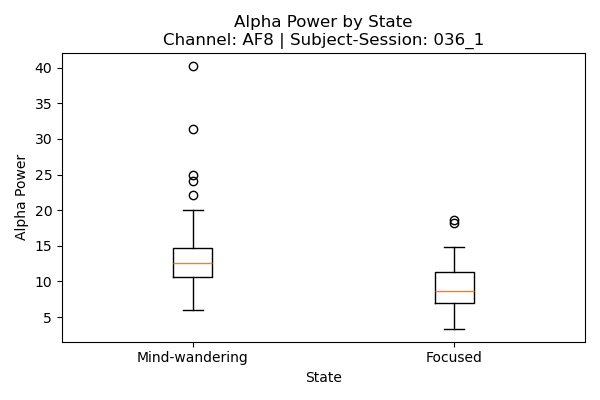 Alpha Power by State
Channel: AF8 | Subject-Session: 036_1
40
35
30
25
20
15
10
5
Alpha Power
Mind-wandering
Focused
State